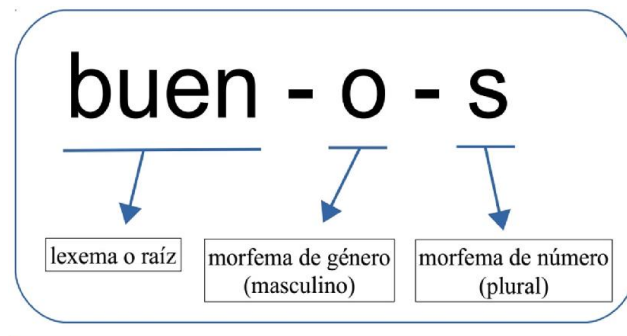 buen - o - s
lexema o raíz
morfema de género
(masculino)
morfema de número
(plural)